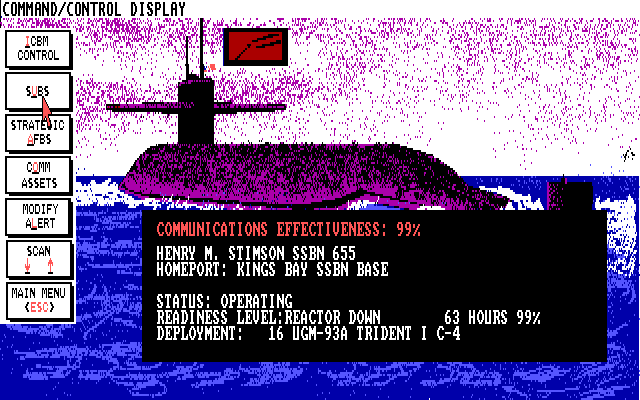 COMMAND/CONTROL DISPLAY
ICBM
CONTROL
SUBS
STRATEGIC
AFBS
COMM
ASSETS
MODIFY
ALERT
SCAN
MAIN MENU
<ESC>
COMMUNICATIONS EFFECTIVENESS: 99%
HENRY M. STIMSON SSBN 655
HOMEPORT: KINGS BAY SSBN BASE
STATUS: OPERATING
READINESS LEVEL:REACTOR DOWN 63 HOURS 99%
DEPLOYMENT: 16 UGM-93A TRIDENT I C-4